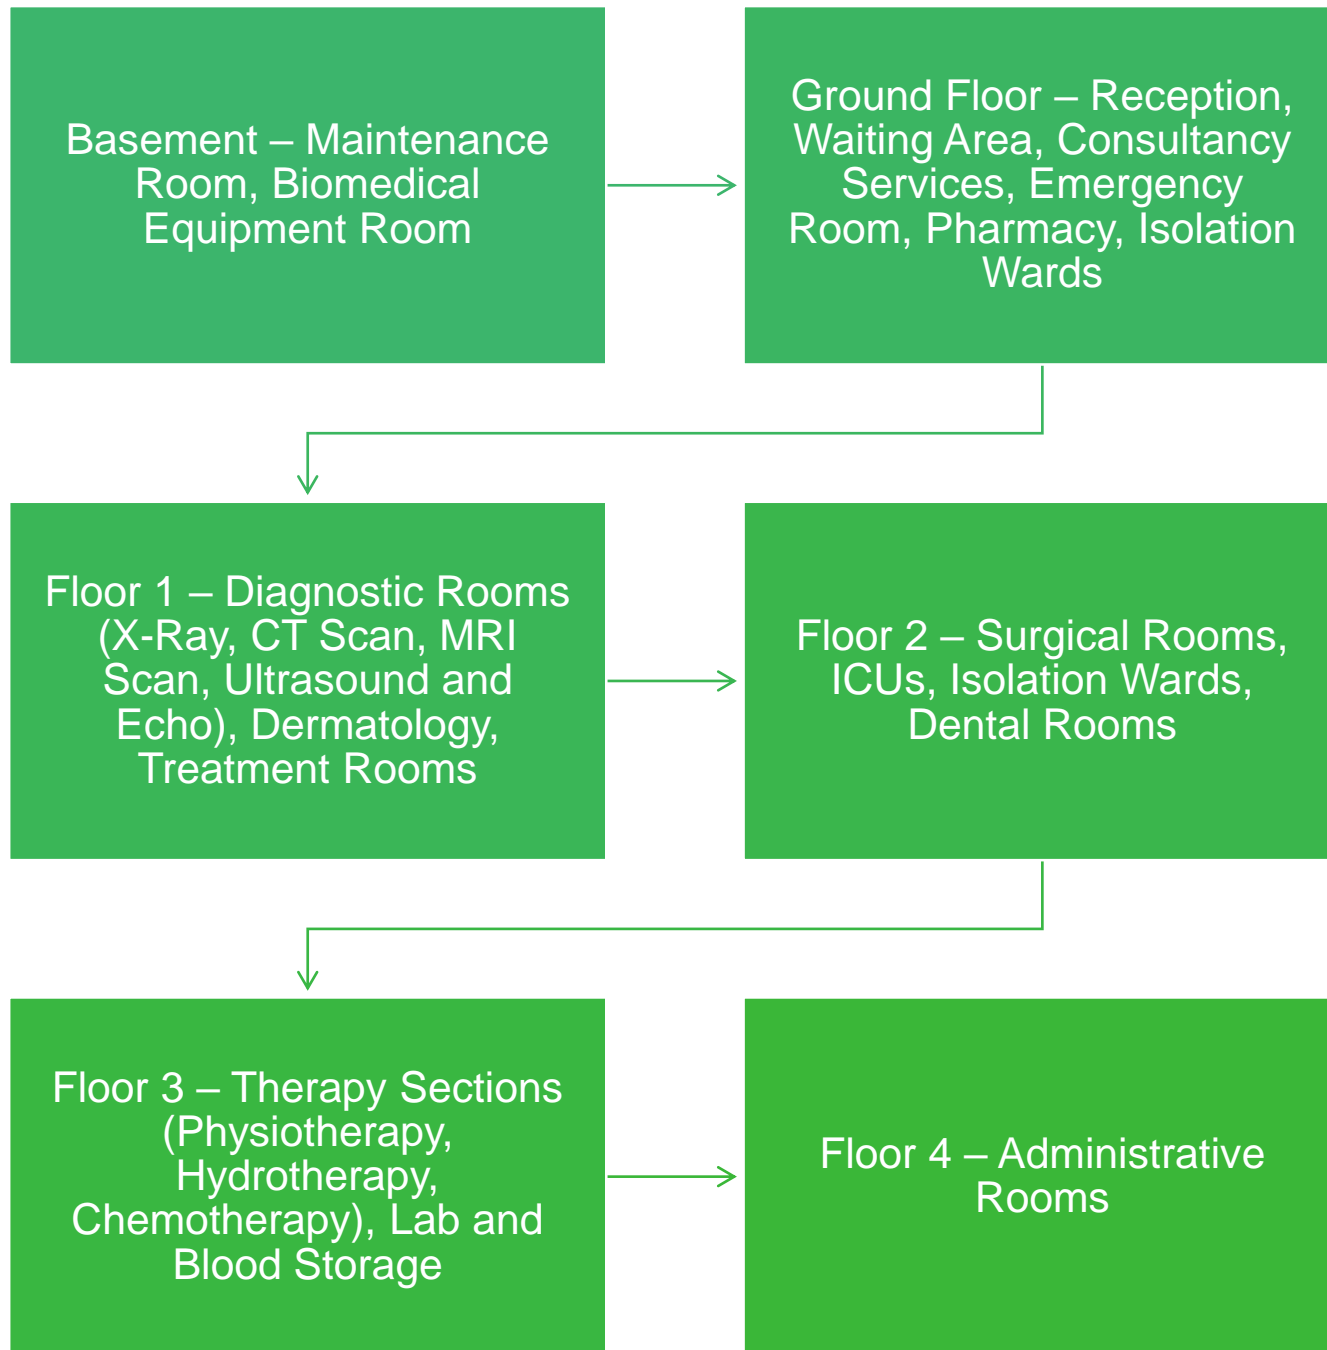 Basement – Maintenance
Room, Biomedical
Equipment Room
Ground Floor – Reception,
Waiting Area, Consultancy
Services, Emergency
Room, Pharmacy, Isolation
Wards
Floor 1 – Diagnostic Rooms
(X-Ray, CT Scan, MRI
Scan, Ultrasound and
Echo), Dermatology,
Treatment Rooms
Floor 2 – Surgical Rooms,
ICUs, Isolation Wards,
Dental Rooms
Floor 3 – Therapy Sections
(Physiotherapy,
Hydrotherapy,
Chemotherapy), Lab and
Blood Storage
Floor 4 – Administrative
Rooms